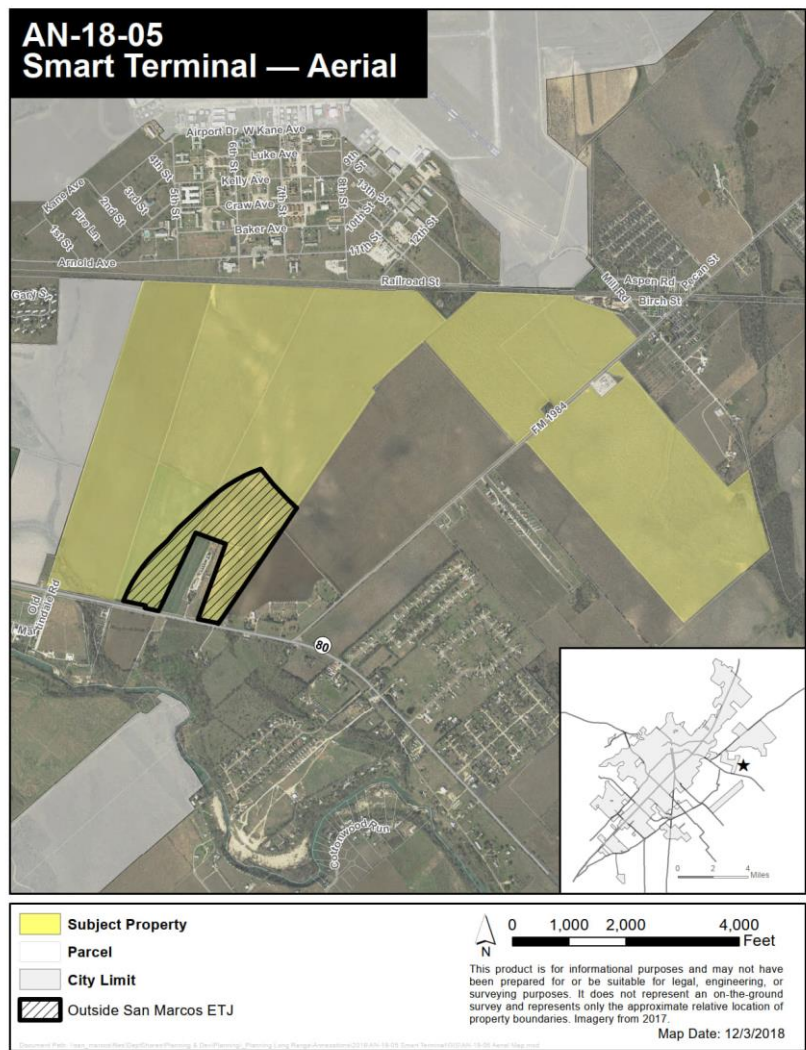 AN-18-05
Smart Terminal — Aerial
Airport Dr W Kane Ave
Luke Ave
6th St
9th St
4th St
Kelly Ave
13th St
Kane Ave
3rd St
5th St
7th St
8th St
2nd St
Craw Ave
10th St
Fire Ln
Baker Ave
12th St
1st St
11th St
Arnold Ave
Pecan St
Railroad St
Mill Rd
Aspen Rd
Birch St
Gary
FM 1984
Old
80
Cottonwood Run
0 2 4
Miles
Subject Property
Parcel
City Limit
Outside San Marcos ETJ
N
0 1,000 2,000 4,000
Feet
This product is for informational purposes and may not have
been prepared for or be suitable for legal, engineering, or
surveying purposes. It does not represent an on-the-ground
survey and represents only the approximate relative location of
property boundaries. Imagery from 2017.
Map Date: 12/3/2018